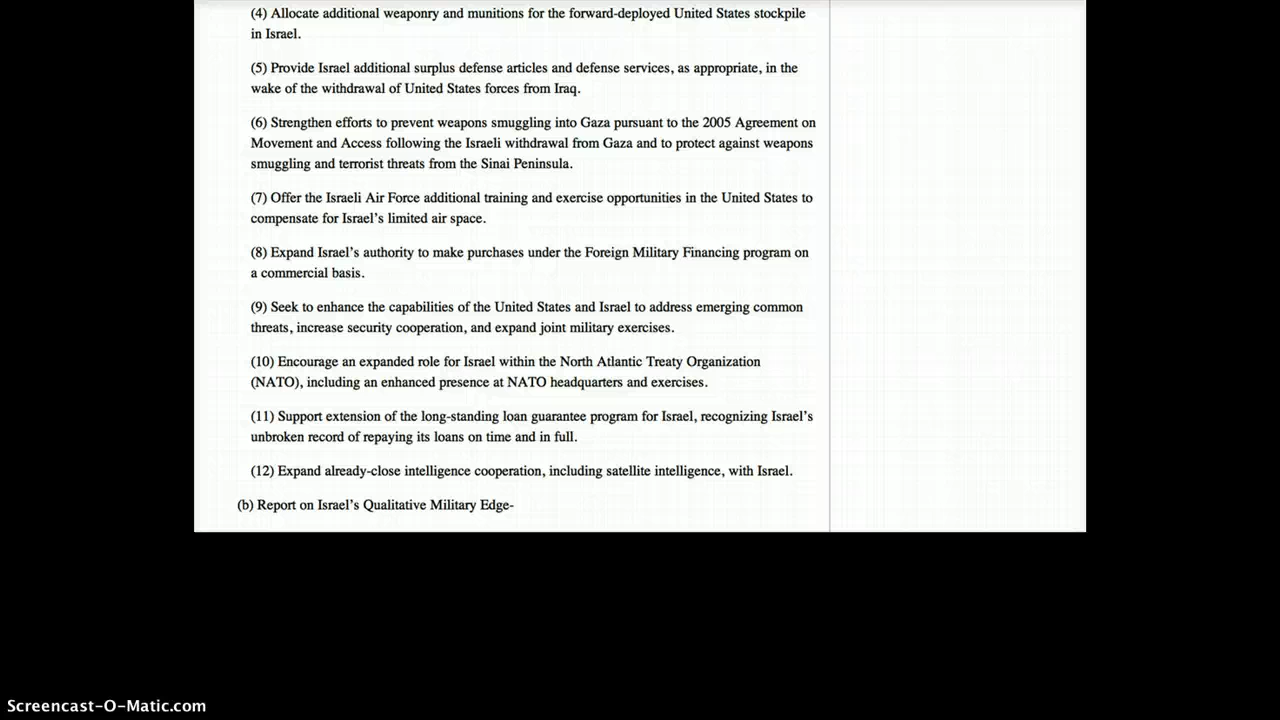 (4) Allocate additional weaponry and munitions for the forward-deployed United States stockpile
in Israel.
(5) Provide Israel additional surplus defense articles and defense services, as appropriate, in the
wake of the withdrawal of United States forces from Iraq.
(6) Strengthen efforts to prevent weapons smuggling into Gaza pursuant to the 2005 Agreement on
Movement and Access following the Israeli withdrawal from Gaza and to protect against weapons
smuggling and terrorist threats from the Sinai Peninsula.
(7) Offer the Israeli Air Force additional training and exercise opportunities in the United States to
compensate for Israel’s limited air space.
(8) Expand Israel’s authority to make purchases under the Foreign Military Financing program on
a commercial basis.
(9) Seek to enhance the capabilities of the United States and Israel to address emerging common
threats, increase security cooperation, and expand joint military exercises.
(10) Encourage an expanded role for Israel within the North Atlantic Treaty Organization
(NATO), including an enhanced presence at NATO headquarters and exercises.
(11) Support extension of the long-standing loan guarantee program for Israel, recognizing Israel’s
unbroken record of repaying its loans on time and in full.
(12) Expand already-close intelligence cooperation, including satellite intelligence, with Israel.
(b) Report on Israel’s Qualitative Military Edge-
Screencast-O-Matic.com